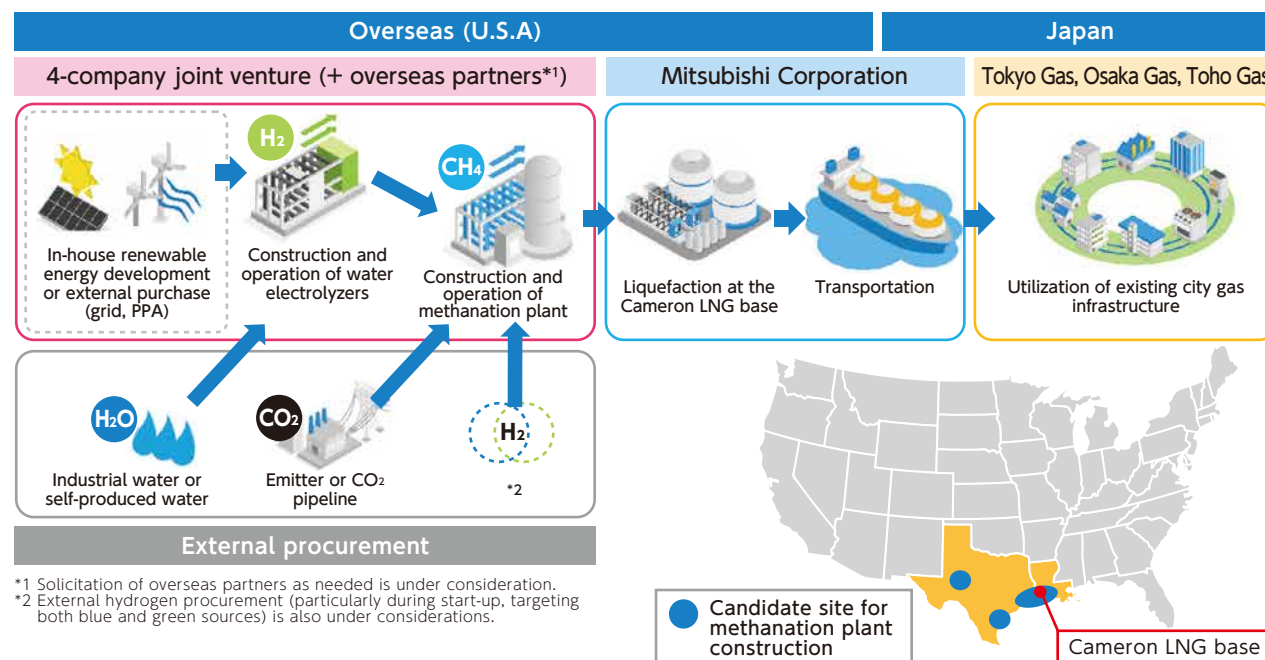 Overseas (U.S.A)
Japan
4-company joint venture (+ overseas partners*1)
Mitsubishi Corporation
Tokyo Gas, Osaka Gas, Toho Gas
H2
CH4
In-house renewable
energy development
or external purchase
(grid, PPA)
Construction and
operation of water
electrolyzers
Construction and
operation of
methanation plant
Liquefaction at the
Cameron LNG base
Transportation
Utilization of existing city gas
infrastructure
H2O
CO2
H2
Industrial water or
self-produced water
Emitter or CO2
pipeline
*2
External procurement
*1 Solicitation of overseas partners as needed is under consideration.
*2 External hydrogen procurement (particularly during start-up, targeting
both blue and green sources) is also under considerations.
Candidate site for
methanation plant
construction
Cameron LNG base